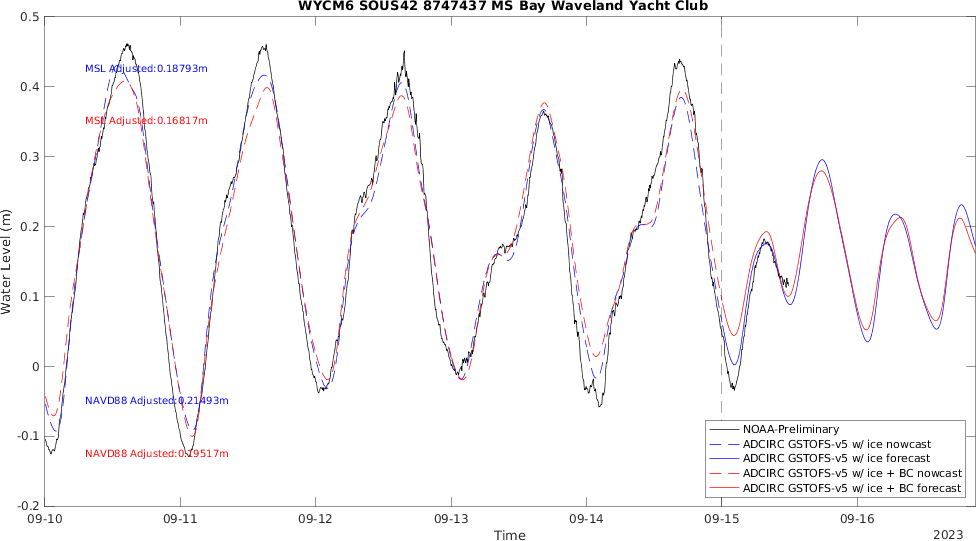 WYCM6 SOUS42 8747437 MS Bay Waveland Yacht Club
0.5
0.4
0.3
0.2
0.1
0
-0.1
-0.2
Water Level (m)
MSL Adjusted:0.18793m
MSL Adjusted:0.16817m
NAVD88 Adjusted:0.21493m
NAVD88 Adjusted:0.19517m
NOAA-Preliminary
ADCIRC GSTOFS-v5 w/ ice nowcast
ADCIRC GSTOFS-v5 w/ ice forecast
ADCIRC GSTOFS-v5 w/ ice + BC nowcast
ADCIRC GSTOFS-v5 w/ ice + BC forecast
09-10 09-11 09-12 09-13 09-14 09-15 09-16
Time
2023